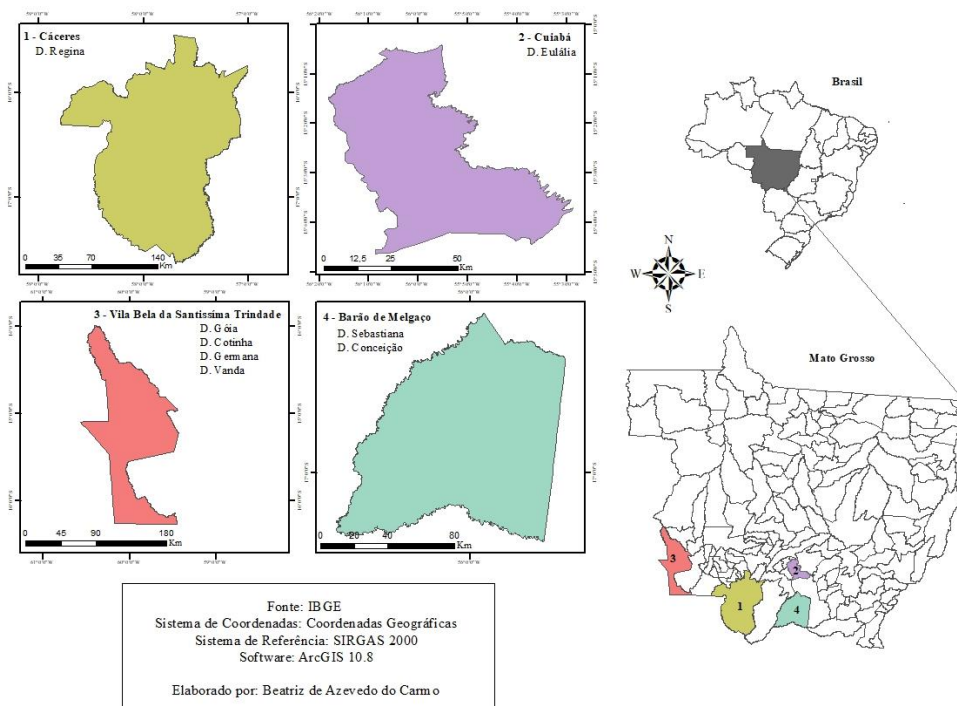 1 - Cáceres
D. Regina
0 35 70 140
Km
2 - Cuiabá
D. Eulália
0 12,5 25 50
Km
3 - Vila Bela da Santissima Trindade
D. Góia
D. Cotinha
D. Germana
D. Vanda
0 45 90 180
Km
4 - Barão de Melgaço
D. Sebastiana
D. Conceição
0 20 40 80
Km
Brasil
N
W E
S
Mato Grosso
3
2
1
4
Fonte: IBGE
Sistema de Coordenadas: Coordenadas Geográficas
Sistema de Referência: SIRGAS 2000
Software: ArcGIS 10.8
Elaborado por: Beatriz de Azevedo do Carmo